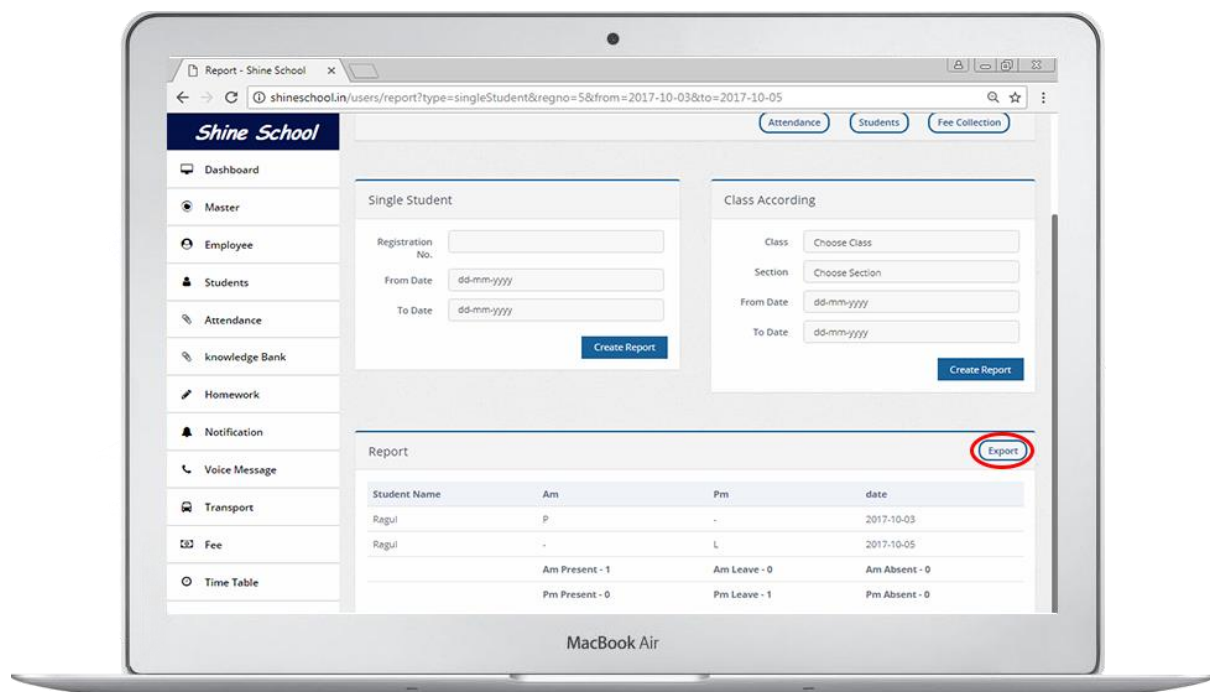 Report - Shine School
shineschool.in/users/report?type=singleStudent&regno=5&from=2017-10-03&to=2017-10-05
Shine School
Attendance Students Fee Collection
Dashboard
Master
Employee
Students
Attendance
knowledge Bank
Homework
Notification
Voice Message
Transport
Fee
Time Table
Single Student
Registration
No.
From Date dd-mm-yyyy
To Date dd-mm-yyyy
Create Report
Class According
Class Choose Class
Section Choose Section
From Date dd-mm-yyyy
To Date dd-mm-yyyy
Create Report
Report Export
Student Name Am Pm date
Ragul P - 2017-10-03
Ragul - L 2017-10-05
Am Present - 1 Am Leave - 0 Am Absent - 0
Pm Present - 0 Pm Leave - 1 Pm Absent - 0
MacBook Air